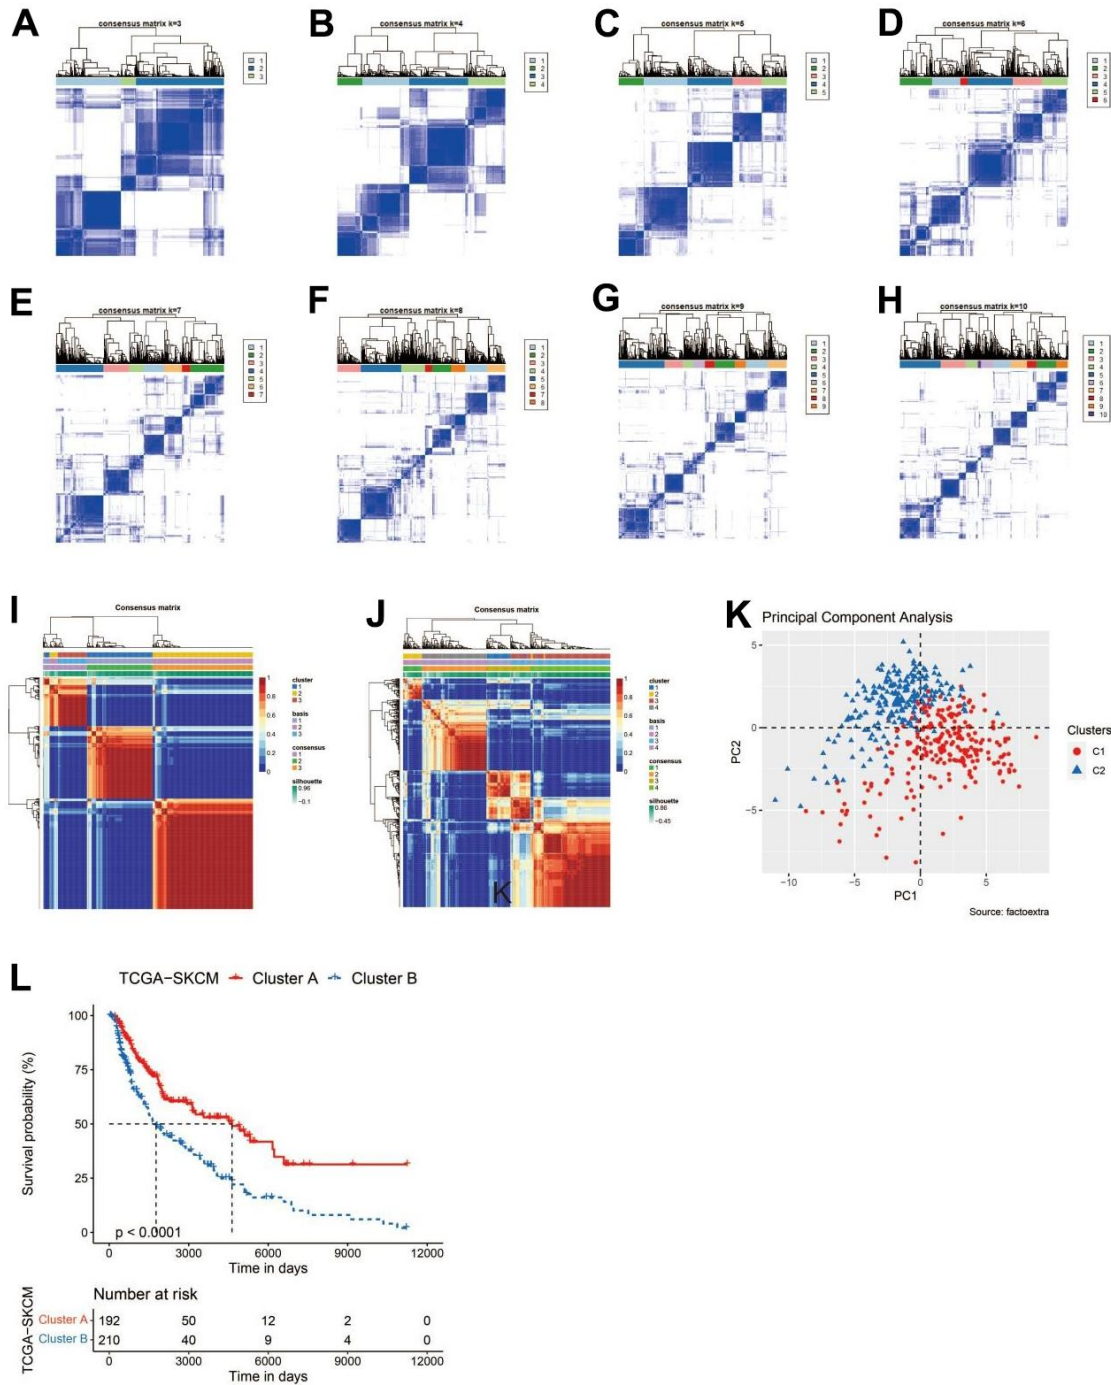 A
consensus matrix k=3
1
2
3
B
consensus matrix k=4
1
2
3
4
C
consensus matrix k=5
1
2
3
4
5
D
consensus matrix k=6
1
2
3
4
5
6
E
consensus matrix k=7
1
2
3
4
5
6
7
F
consensus matrix k=8
1
2
3
4
5
6
7
8
G
consensus matrix k=9
1
2
3
4
5
6
7
8
9
H
consensus matrix k=10
1
2
3
4
5
6
7
8
9
10
I
Consensus matrix
1
0.8
0.6
0.4
0.2
0
cluster
1
2
3
basis
1
2
3
consensus
1
2
3
silhouette
0.96
−0.1
J
Consensus matrix
K
1
0.8
0.6
0.4
0.2
0
cluster
1
2
3
4
basis
1
2
3
4
consensus
1
2
3
4
silhouette
0.86
−0.45
K
Principal Component Analysis
5
0
−5
PC2
−10 −5 0 5
PC1
Clusters
C1
C2
Source: factoextra
L
TCGA−SKCM Cluster A Cluster B
Survival probability (%)
100
75
50
25
0
p < 0.0001
0 3000 6000 9000 12000
Time in days
Number at risk
TCGA−SKCM
Cluster A 192 50 12 2 0
Cluster B 210 40 9 4 0
0 3000 6000 9000 12000
Time in days